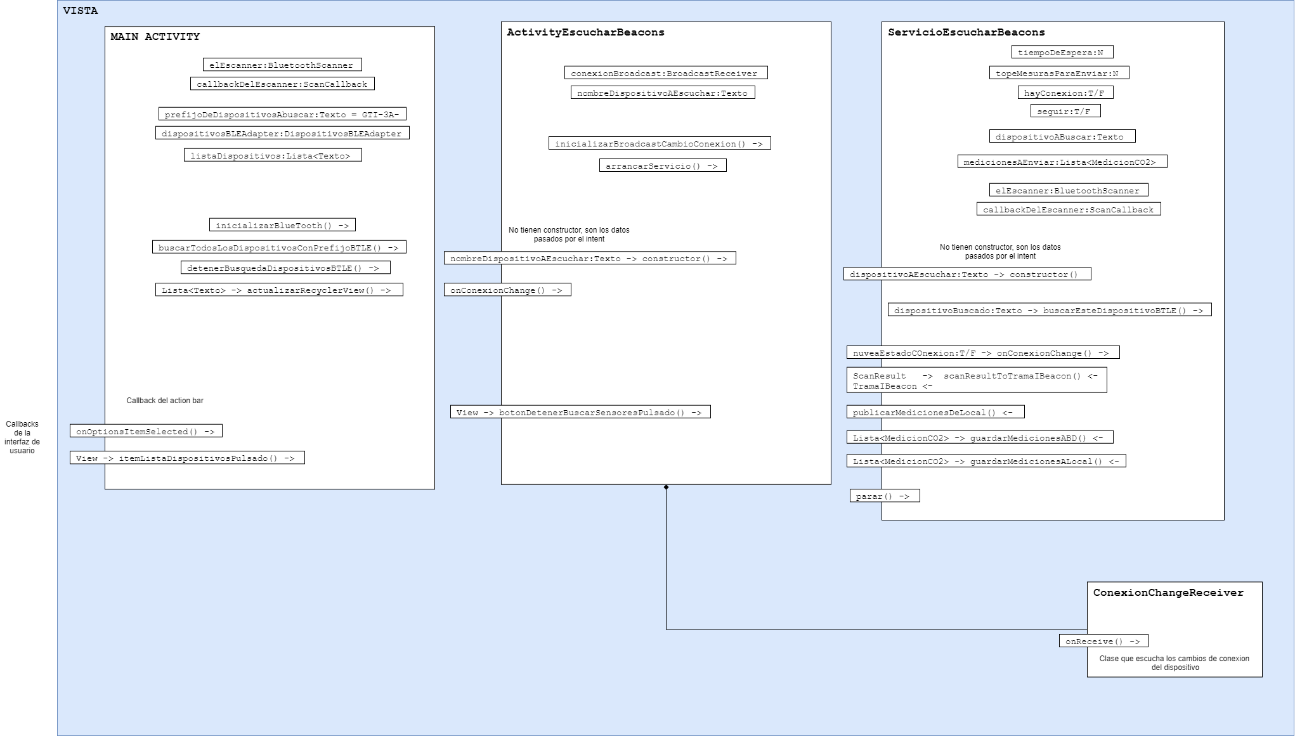 VISTA
MAIN ACTIVITY
elEscanner:BluetoothScanner
callbackDelEscanner:ScanCallback
prefijoDeDispositivosAbuscar:Texto = GTI-3A-
dispositivosBLEAdapter:DispositivosBLEAdapter
listaDispositivos:Lista<Texto>
inicializarBlueTooth() ->
buscarTodosLosDispositivosConPrefijoBTLE() ->
detenerBusquedaDispositivosBTLE() ->
Lista<Texto> -> actualizarRecyclerView() ->
Callback del action bar
Callbacks
de la
interfaz de
usuario
onOptionsItemSelected() ->
View -> itemListaDispositivosPulsado() ->
ActivityEscucharBeacons
conexionBroadcast:BroadcastReceiver
nombreDispositivoAEscuchar:Texto
inicializarBroadcastCambioConexion() ->
arrancarServicio() ->
No tienen constructor, son los datos
pasados por el intent
nombreDispositivoAEscuchar:Texto -> constructor() ->
onConexionChange() ->
View -> botonDetenerBuscarSensoresPulsado() ->
ServicioEscucharBeacons
tiempoDeEspera:N
topeMesurasParaEnviar:N
hayConexion:T/F
seguir:T/F
dispositivoABuscar:Texto
medicionesAEnviar:Lista<MedicionCO2>
elEscanner:BluetoothScanner
callbackDelEscanner:ScanCallback
No tienen constructor, son los datos
pasados por el intent
dispositivoAEscuchar:Texto -> constructor()
dispositivoBuscado:Texto -> buscarEsteDispositivoBTLE() ->
nuveaEstadoCOnexion:T/F -> onConexionChange() ->
ScanResult -> scanResultToTramaIBeacon() <-
TramaIBeacon <-
publicarMedicionesDeLocal() <-
Lista<MedicionCO2> -> guardarMedicionesABD() <-
Lista<MedicionCO2> -> guardarMedicionesALocal() <-
parar() ->
ConexionChangeReceiver
onReceive() ->
Clase que escucha los cambios de conexion
del dispositivo